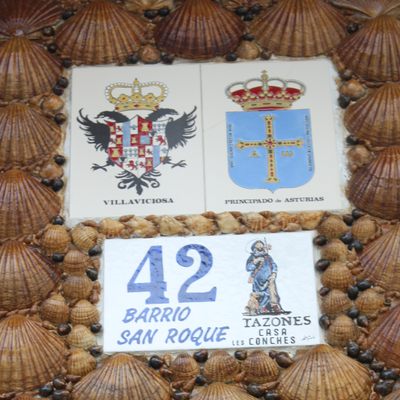 VILLAVICIOSA
PRINCIPADO de ASTURIAS
42
BARRIO
SAN ROQUE
TAZONES
CASA
LES CONCHES